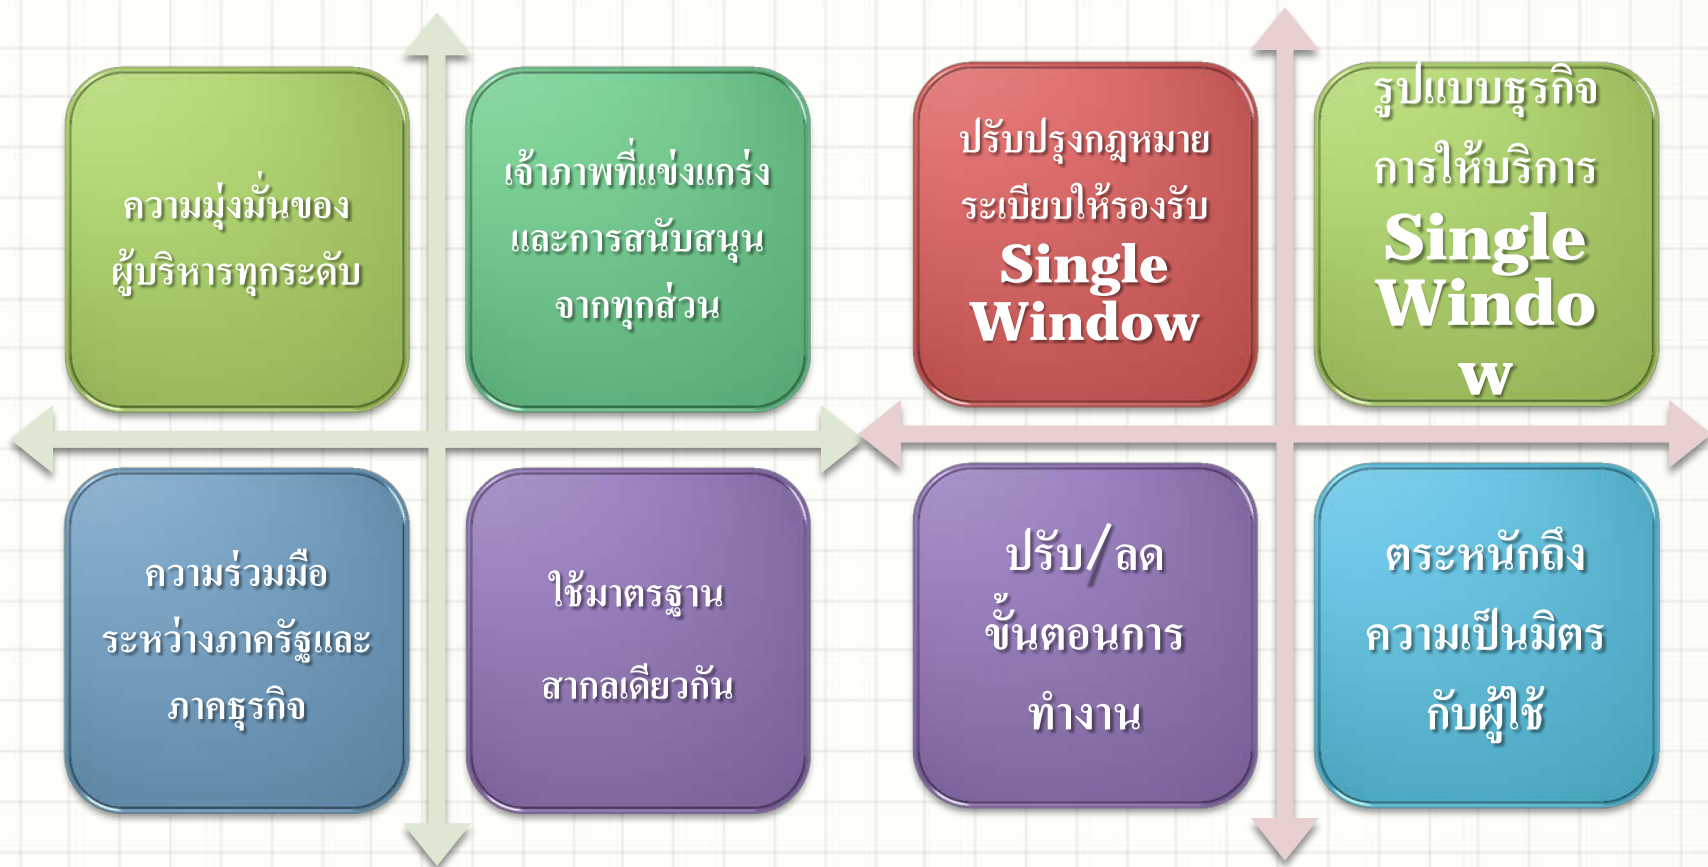 ความมุ่งมั่นของ
ผู้บริหารทุกระดับ
เจ้าภาพที่แข่งแกร่ง
และการสนับสนุน
จากทุกส่วน
ความร่วมมือ
ระหว่างภาครัฐและ
ภาคธุรกิจ
ใช้มาตรฐาน
สากลเดียวกัน
ปรับปรุงกฎหมาย
ระเบียบให้รองรับ
Single
Window
รูปแบบธุรกิจ
การให้บริการ
Single
Windo
w
ปรับ/ลด
ขั้นตอนการ
ทำงาน
ตระหนักถึง
ความเป็นมิตร
กับผู้ใช้